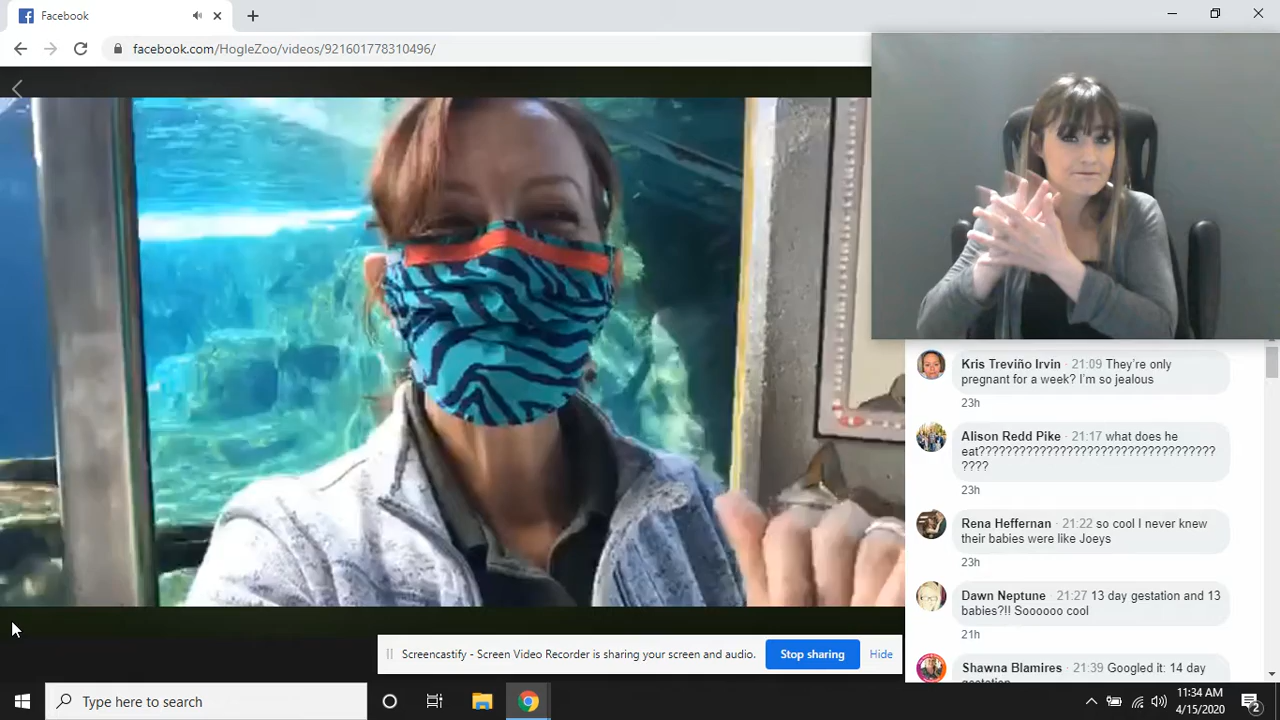 Facebook
facebook.com/HogleZoo/videos/921601778310496/
Kris Treviño Irvin · 21:09 They're only
pregnant for a week? I'm so jealous
23h
Alison Redd Pike · 21:17 what does he
eat???????????????????????????????????
????
23h
Rena Heffernan · 21:22 so cool I never knew
their babies were like Joeys
23h
Dawn Neptune · 21:27 13 day gestation and 13
babies?!! Soooooo cool
21h
Shawna Blamires · 21:39 Googled it: 14 day
gestation
Screencastify - Screen Video Recorder is sharing your screen and audio.
Stop sharing
Hide
Type here to search
11:34 AM
4/15/2020
2